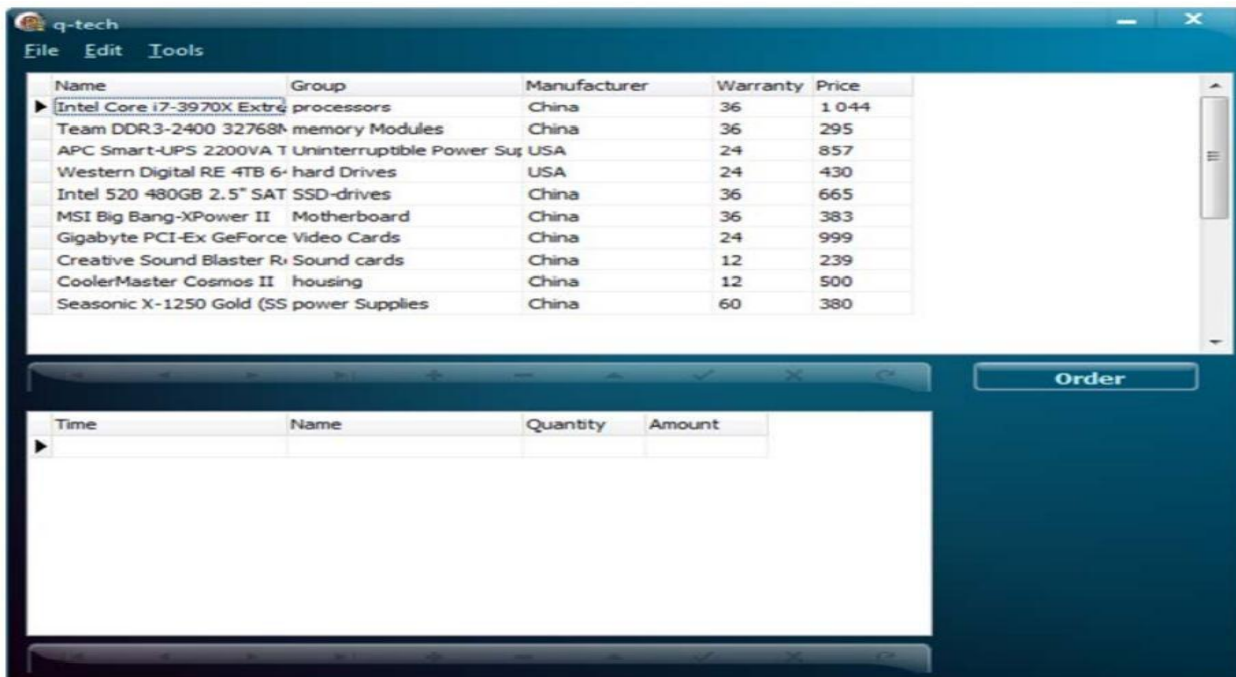 q-tech
File Edit Tools
Name Group Manufacturer Warranty Price
Intel Core i7-3970X Extre processors China 36 1 044
Team DDR3-2400 32768M memory Modules China 36 295
APC Smart-UPS 2200VA T Uninterruptible Power Sup USA 24 857
Western Digital RE 4TB 64 hard Drives USA 24 430
Intel 520 480GB 2.5" SAT SSD-drives China 36 665
MSI Big Bang-XPower II Motherboard China 36 383
Gigabyte PCI-Ex GeForce Video Cards China 24 999
Creative Sound Blaster Re Sound cards China 12 239
CoolerMaster Cosmos II housing China 12 500
Seasonic X-1250 Gold (SS power Supplies China 60 380
Order
Time Name Quantity Amount